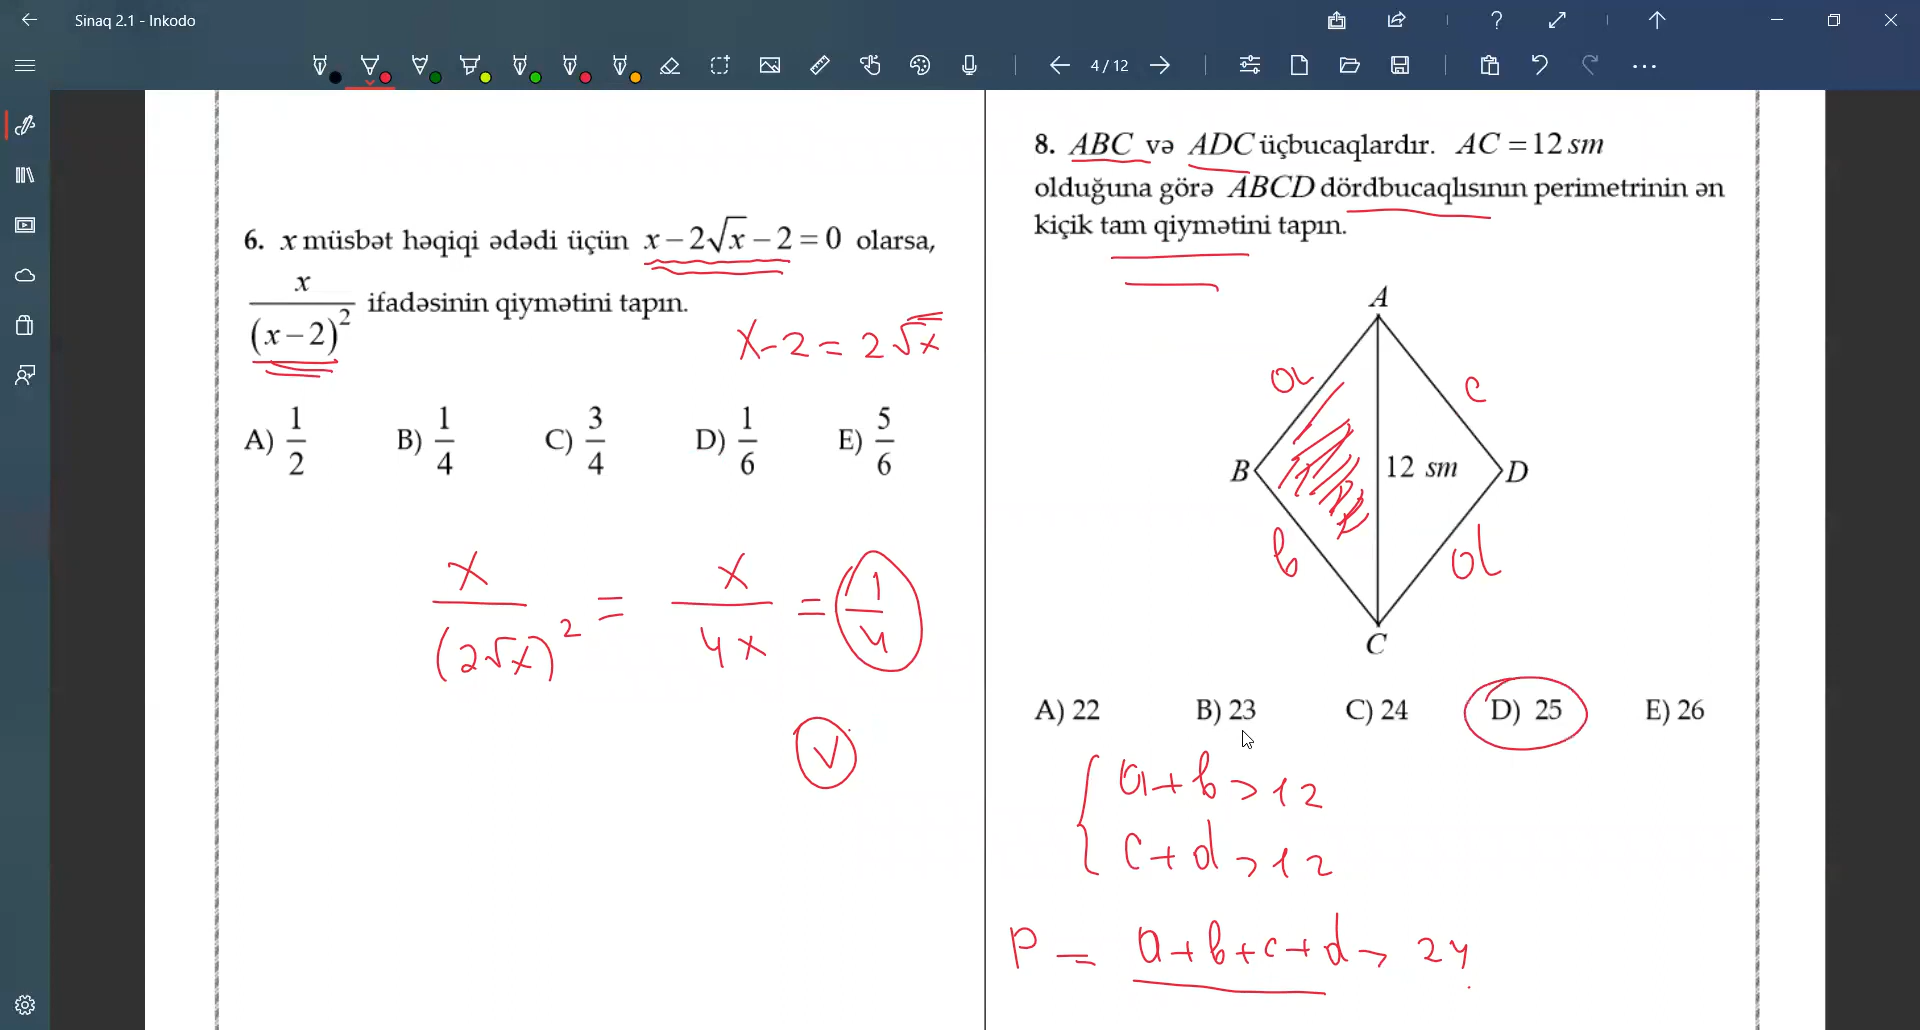 Sinaq 2.1 - Inkodo
4 / 12
6. x müsbət həqiqi ədədi üçün x − 2√x − 2 = 0 olarsa,
x/(x−2)² ifadəsinin qiymətini tapın.
x − 2 = 2√x
A) 1/2 B) 1/4 C) 3/4 D) 1/6 E) 5/6
x/(2√x)² = x/4x = 1/4
8. ABC və ADC üçbucaqlardır. AC = 12 sm
olduğuna görə ABCD dördbucaqlısının perimetrinin ən
kiçik tam qiymətini tapın.
A
a c
B 12 sm D
b d
C
A) 22 B) 23 C) 24 D) 25 E) 26
a + b > 12
c + d > 12
P = a + b + c + d > 24